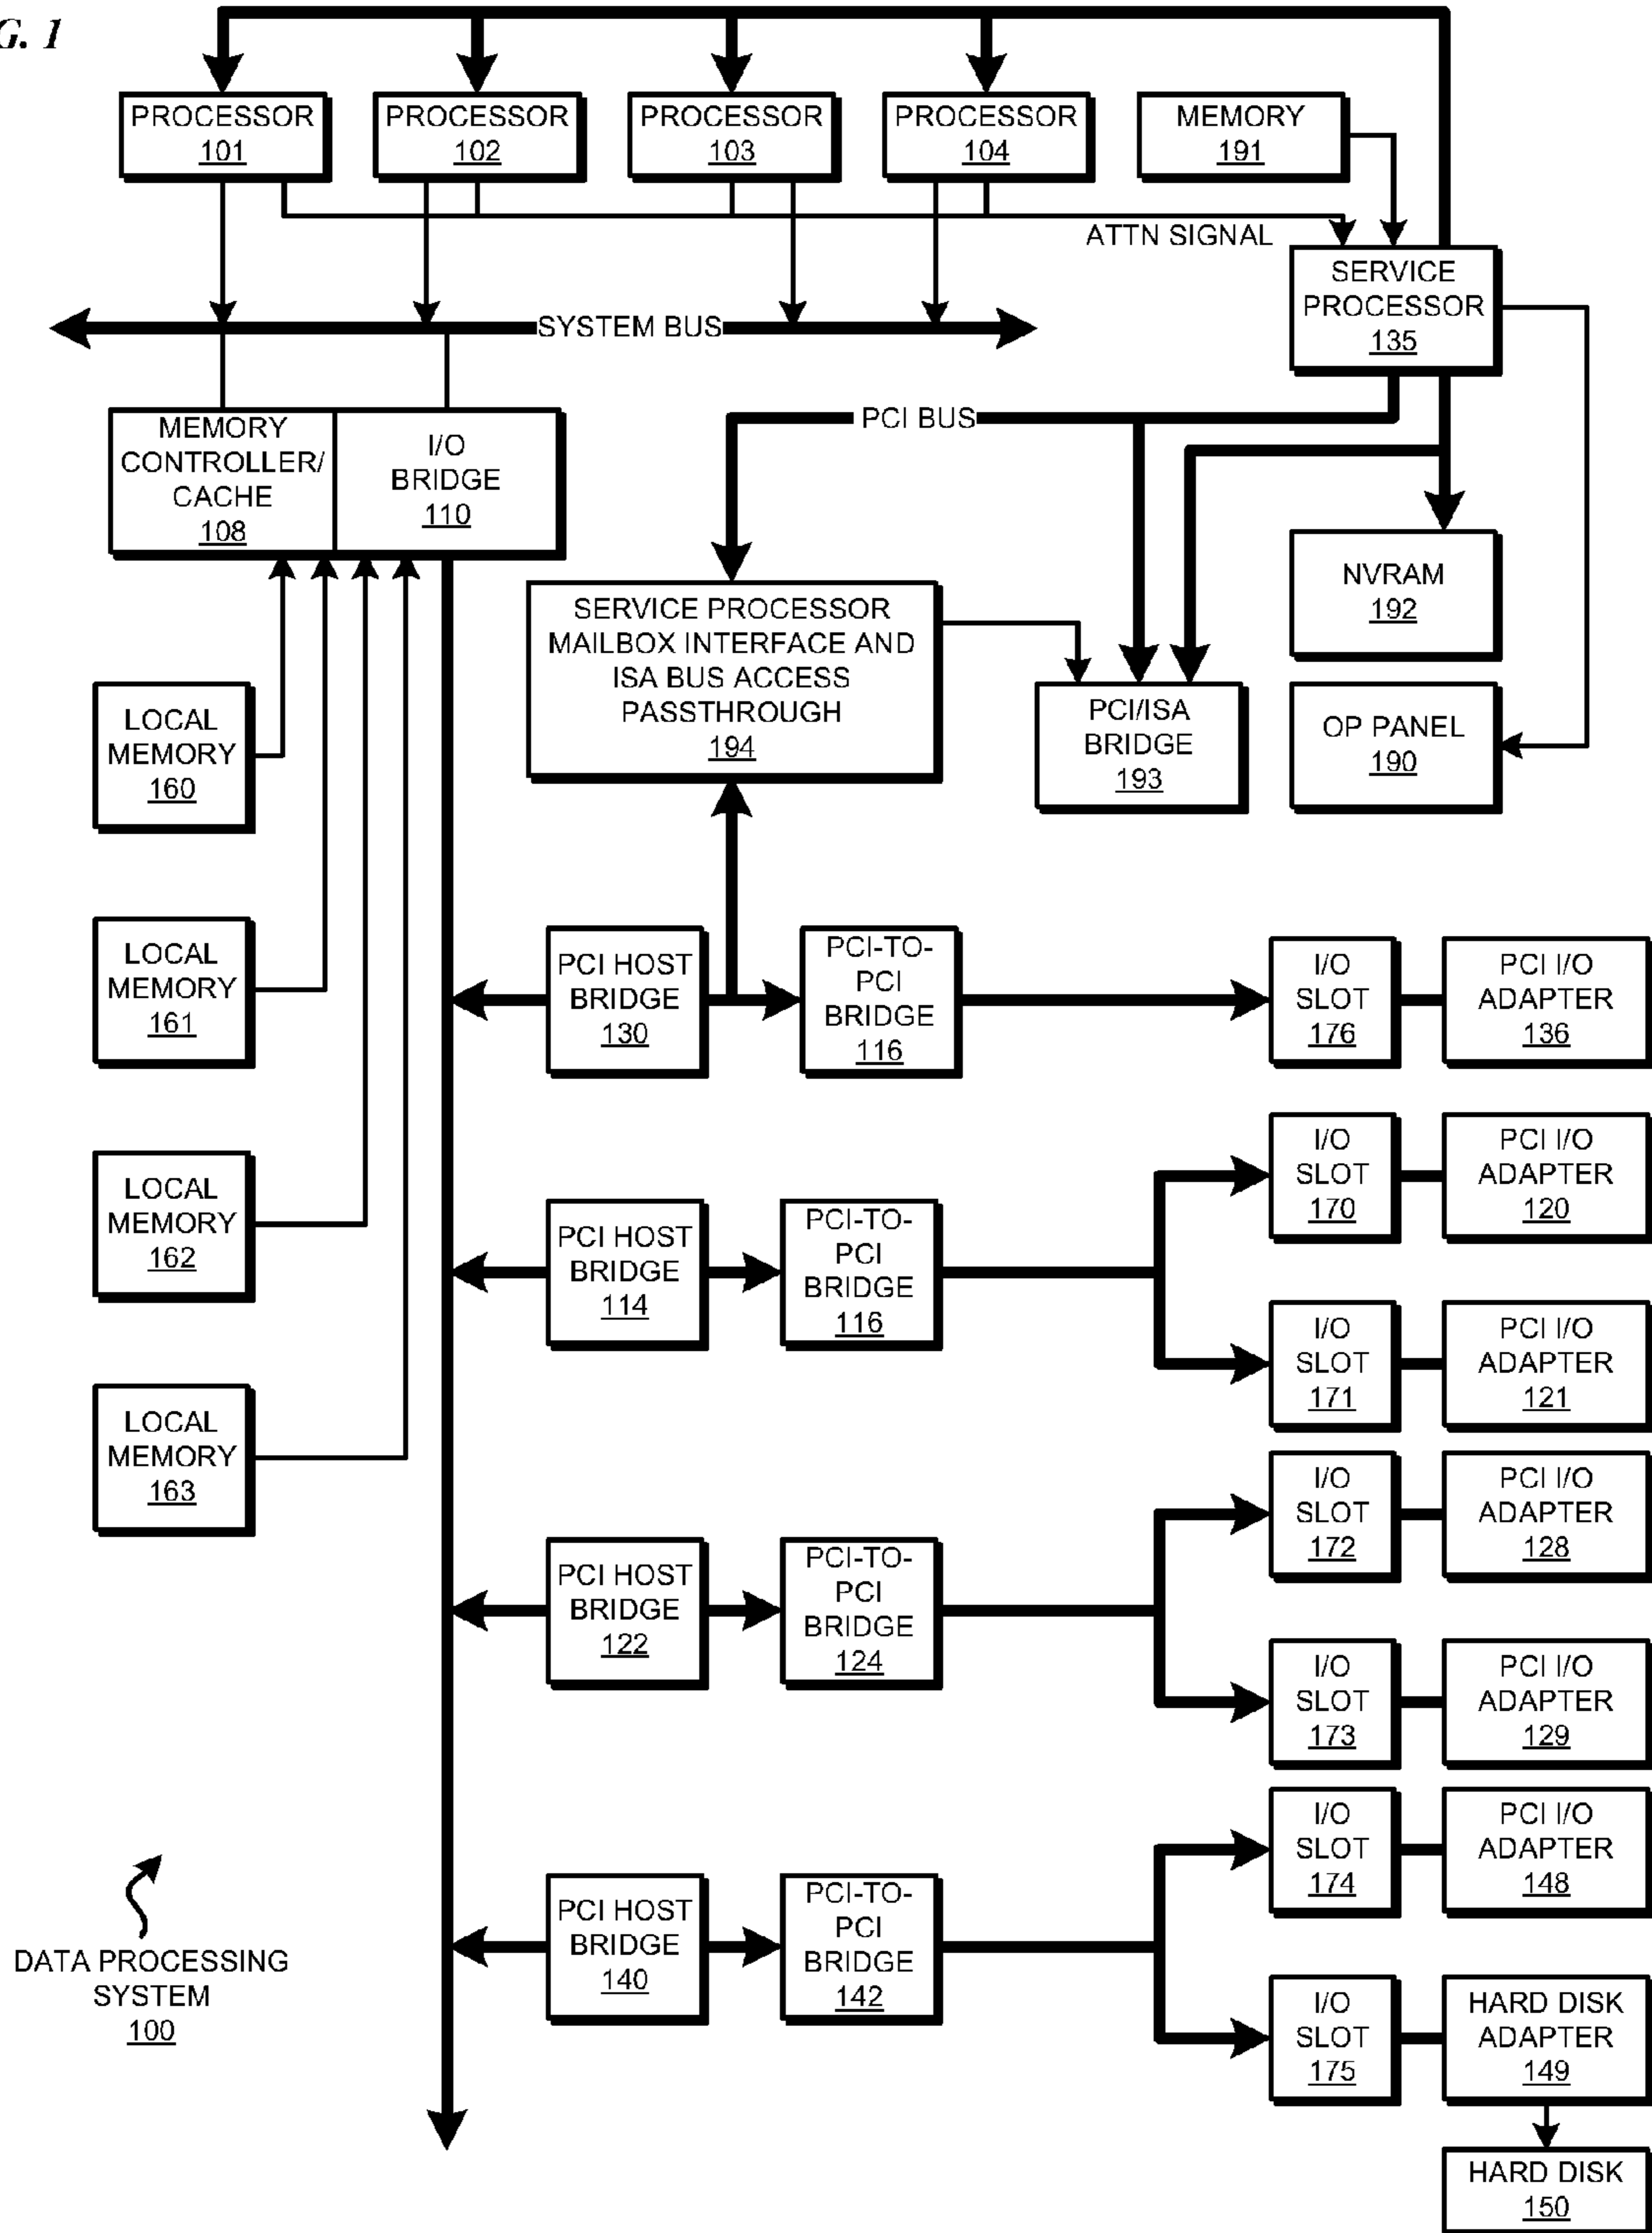 G. 1
PROCESSOR
101
PROCESSOR
102
PROCESSOR
103
PROCESSOR
104
MEMORY
191
ATTN SIGNAL
SERVICE
PROCESSOR
135
SYSTEM BUS
PCI BUS
MEMORY
CONTROLLER/
CACHE
108
I/O
BRIDGE
110
NVRAM
192
SERVICE PROCESSOR
MAILBOX INTERFACE AND
ISA BUS ACCESS
PASSTHROUGH
194
PCI/ISA
BRIDGE
193
OP PANEL
190
LOCAL
MEMORY
160
LOCAL
MEMORY
161
PCI HOST
BRIDGE
130
PCI-TO-
PCI
BRIDGE
116
I/O
SLOT
176
PCI I/O
ADAPTER
136
LOCAL
MEMORY
162
PCI HOST
BRIDGE
114
PCI-TO-
PCI
BRIDGE
116
I/O
SLOT
170
PCI I/O
ADAPTER
120
I/O
SLOT
171
PCI I/O
ADAPTER
121
LOCAL
MEMORY
163
PCI HOST
BRIDGE
122
PCI-TO-
PCI
BRIDGE
124
I/O
SLOT
172
PCI I/O
ADAPTER
128
I/O
SLOT
173
PCI I/O
ADAPTER
129
PCI HOST
BRIDGE
140
PCI-TO-
PCI
BRIDGE
142
I/O
SLOT
174
PCI I/O
ADAPTER
148
I/O
SLOT
175
HARD DISK
ADAPTER
149
HARD DISK
150
DATA PROCESSING
SYSTEM
100